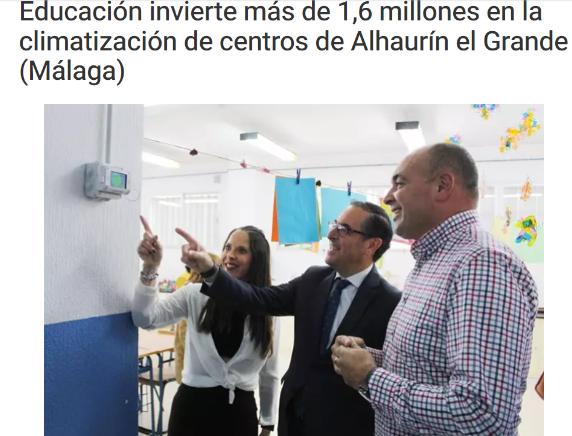 Educación invierte más de 1,6 millones en la
climatización de centros de Alhaurín el Grande
(Málaga)